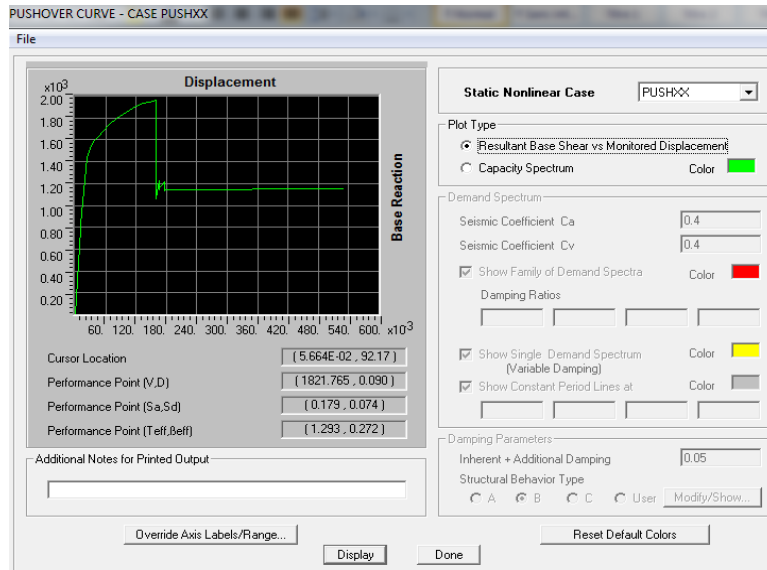 PUSHOVER CURVE - CASE PUSHXX
File
Displacement
x10³
2.00
1.80
1.60
1.40
1.20
1.00
0.80
0.60
0.40
0.20
Base Reaction
60. 120. 180. 240. 300. 360. 420. 480. 540. 600. x10³
Cursor Location ( 5.664E-02 , 92.17 )
Performance Point (V,D) ( 1821.765 , 0.090 )
Performance Point (Sa,Sd) ( 0.179 , 0.074 )
Performance Point (Teff,βeff) ( 1.293 , 0.272 )
Additional Notes for Printed Output
Override Axis Labels/Range...
Static Nonlinear Case PUSHXX
Plot Type
Resultant Base Shear vs Monitored Displacement
Capacity Spectrum Color
Demand Spectrum
Seismic Coefficient Ca 0.4
Seismic Coefficient Cv 0.4
Show Family of Demand Spectra Color
Damping Ratios
Show Single Demand Spectrum Color
(Variable Damping)
Show Constant Period Lines at Color
Damping Parameters
Inherent + Additional Damping 0.05
Structural Behavior Type
A B C User Modify/Show...
Reset Default Colors
Display Done